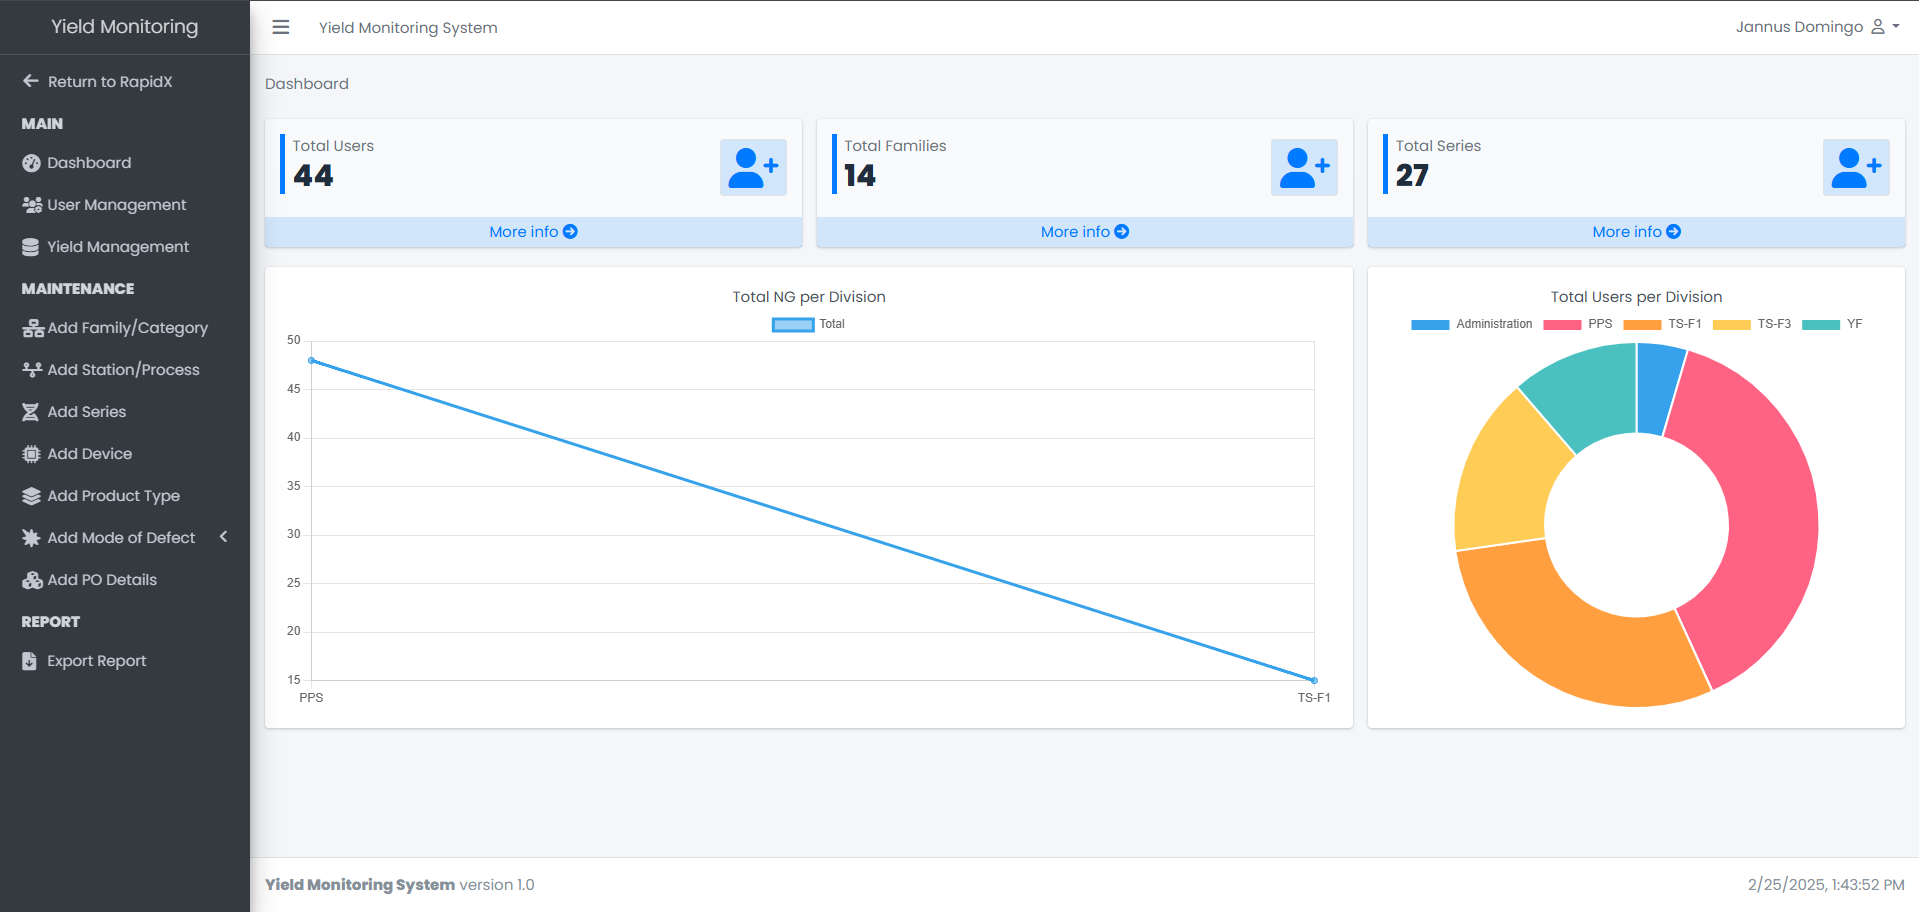 Yield Monitoring
Return to RapidX
MAIN
Dashboard
User Management
Yield Management
MAINTENANCE
Add Family/Category
Add Station/Process
Add Series
Add Device
Add Product Type
Add Mode of Defect
Add PO Details
REPORT
Export Report
Yield Monitoring System
Jannus Domingo
Dashboard
Total Users
44
More info
Total Families
14
More info
Total Series
27
More info
Total NG per Division
Total
50
45
40
35
30
25
20
15
PPS TS-F1
Total Users per Division
Administration PPS TS-F1 TS-F3 YF
Yield Monitoring System version 1.0
2/25/2025, 1:43:52 PM